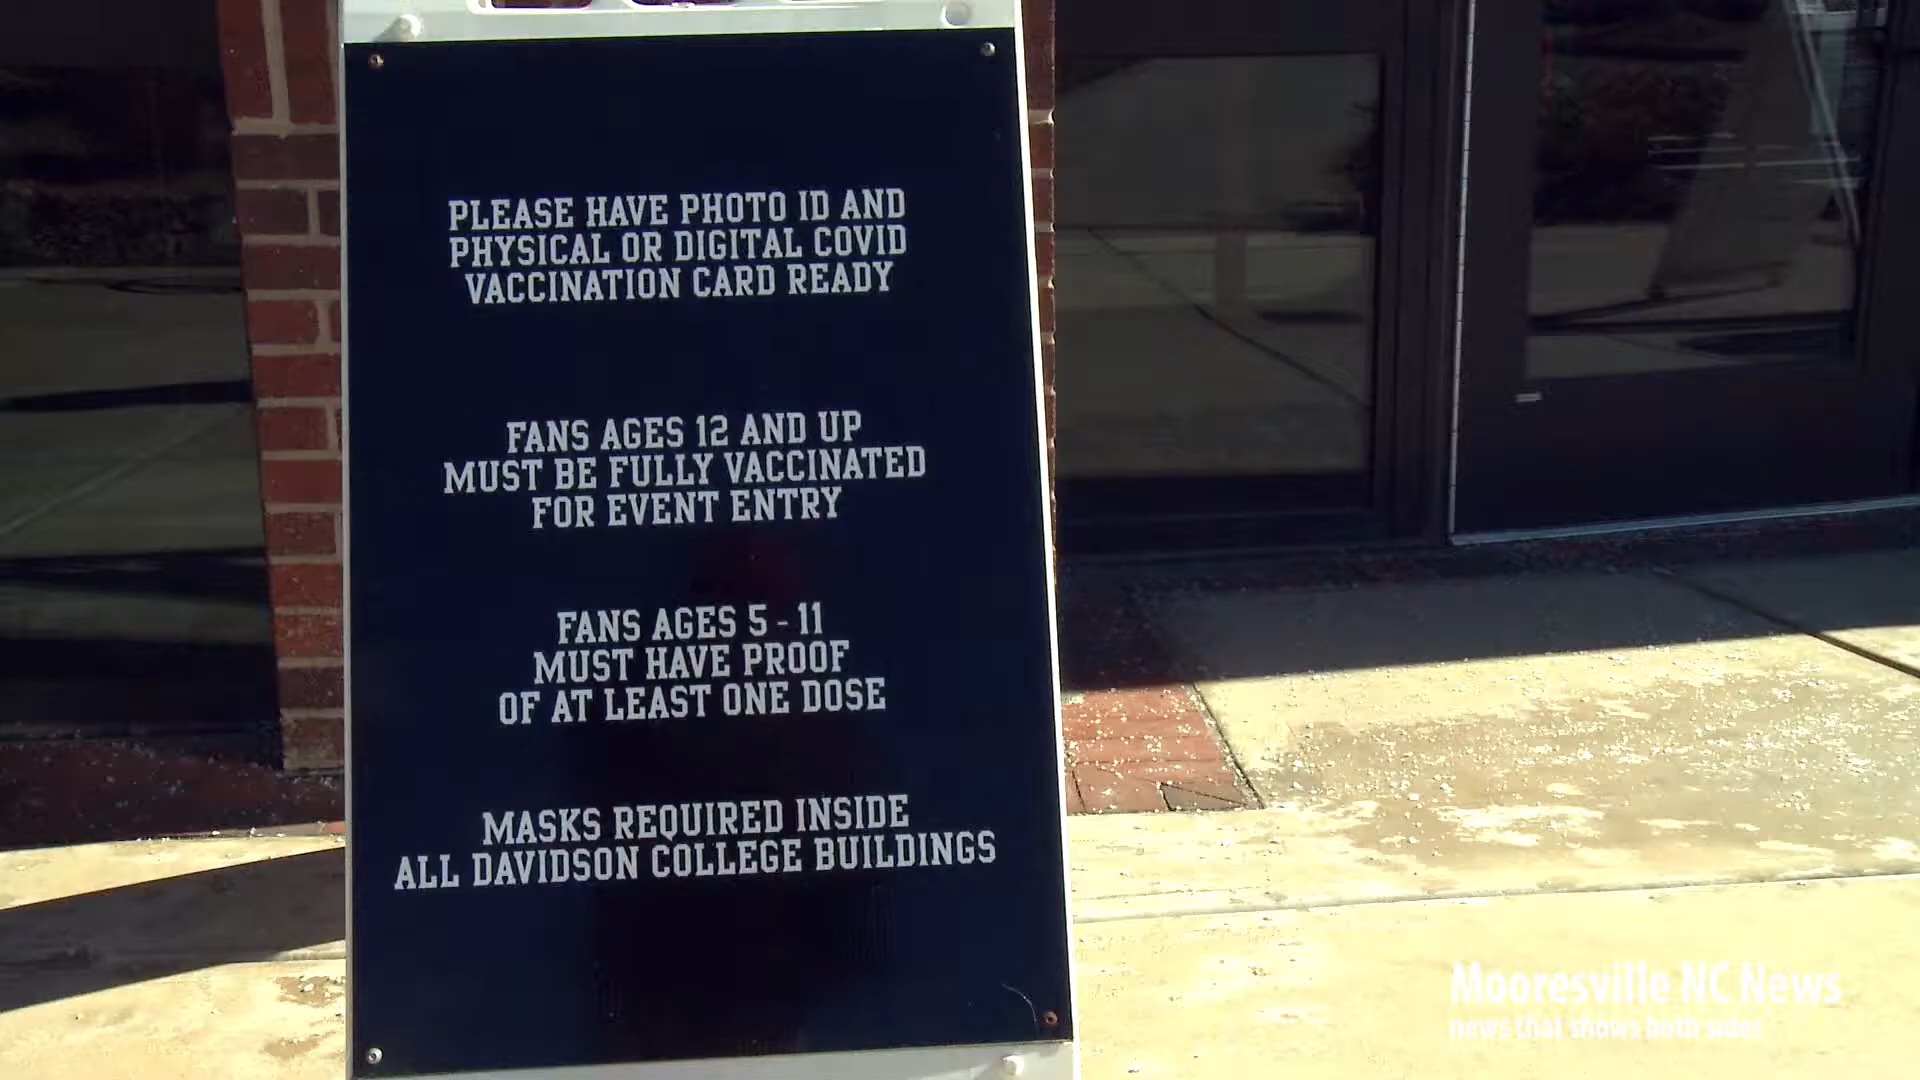 PLEASE HAVE PHOTO ID AND
PHYSICAL OR DIGITAL COVID
VACCINATION CARD READY
FANS AGES 12 AND UP
MUST BE FULLY VACCINATED
FOR EVENT ENTRY
FANS AGES 5 - 11
MUST HAVE PROOF
OF AT LEAST ONE DOSE
MASKS REQUIRED INSIDE
ALL DAVIDSON COLLEGE BUILDINGS
Mooresville NC News
news that shows both sides